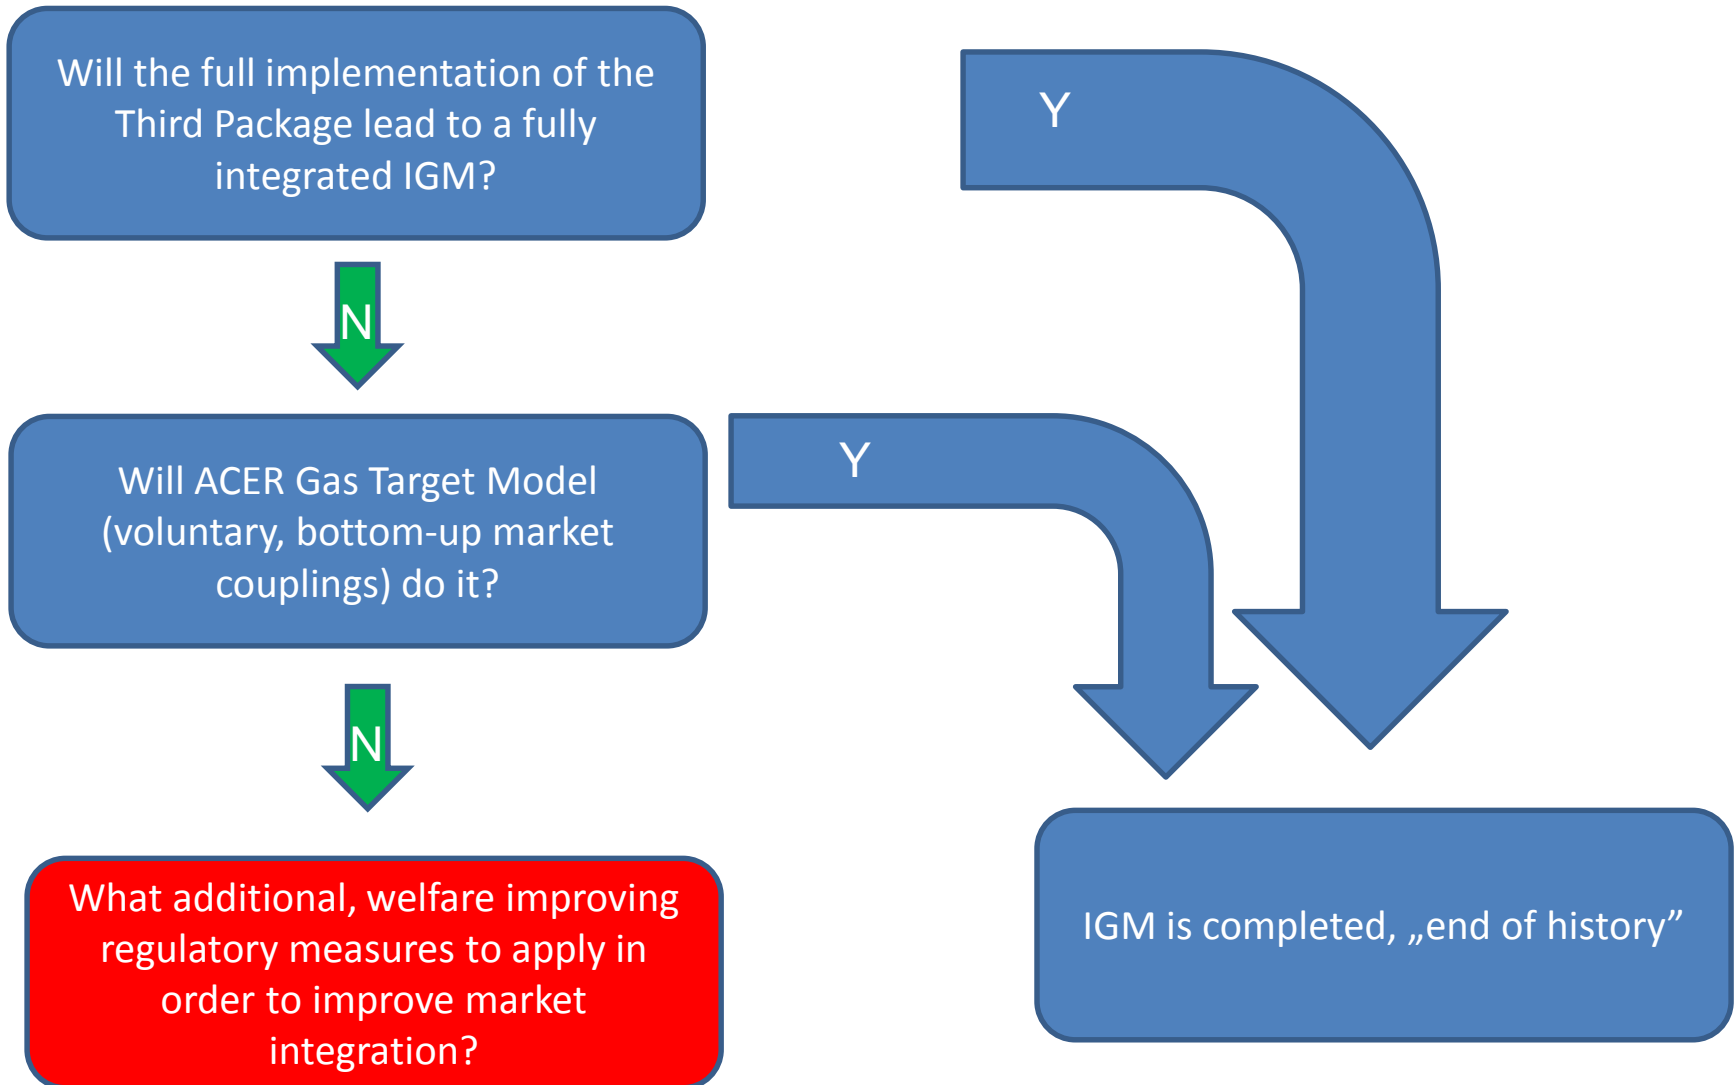 Will the full implementation of the
Third Package lead to a fully
integrated IGM?
Y
N
Will ACER Gas Target Model
(voluntary, bottom-up market
couplings) do it?
Y
N
What additional, welfare improving
regulatory measures to apply in
order to improve market
integration?
IGM is completed, „end of history”